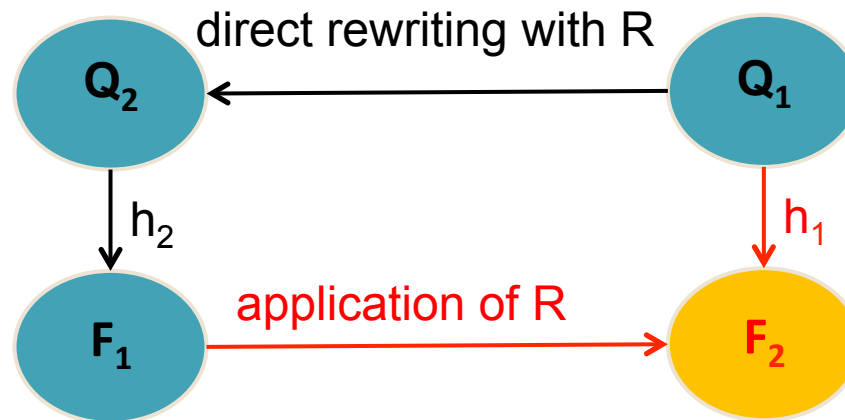 direct rewriting with R
Q₂
Q₁
h₂
h₁
application of R
F₁
F₂